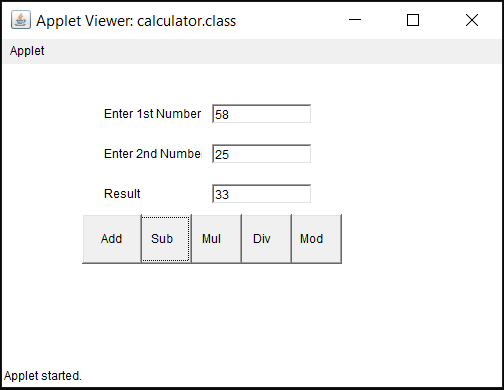 Applet Viewer: calculator.class
Applet
Enter 1st Number 58
Enter 2nd Numbe 25
Result 33
Add Sub Mul Div Mod
Applet started.